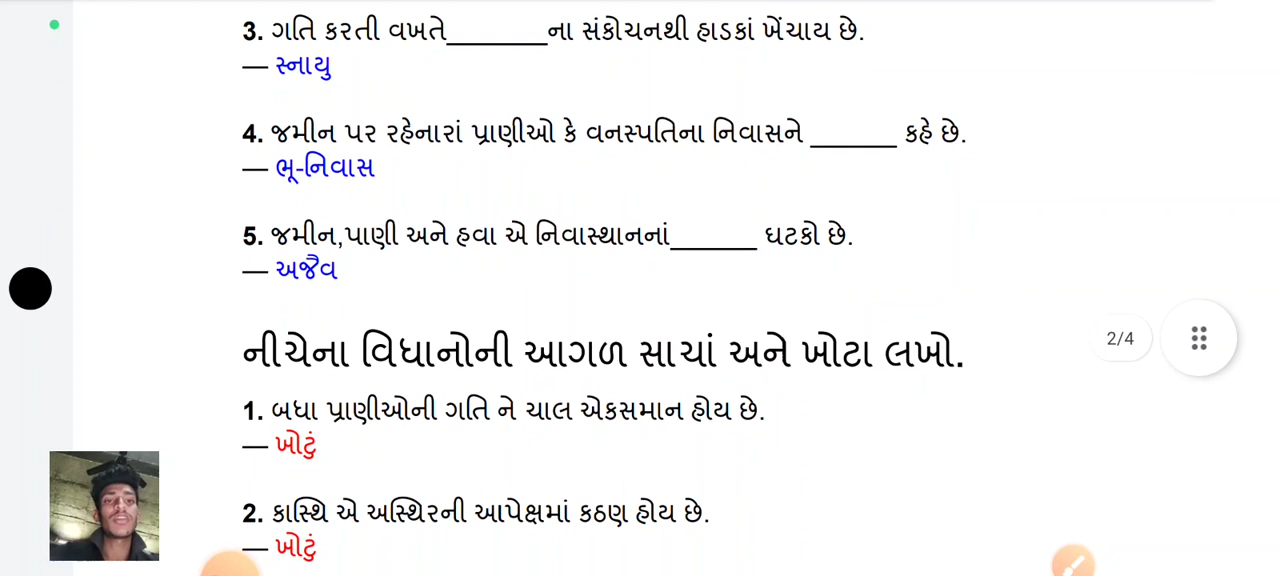 3. ગતિ કરતી વખતે_______ના સંકોચનથી હાડકાં ખેંચાય છે.
— સ્નાયુ
4. જમીન પર રહેનારાં પ્રાણીઓ કે વનસ્પતિના નિવાસને ______ કહે છે.
— ભૂ-નિવાસ
5. જમીન,પાણી અને હવા એ નિવાસ્થાનનાં______ ઘટકો છે.
— અજૈવ
નીચેના વિધાનોની આગળ સાચાં અને ખોટા લખો.
2/4
1. બધા પ્રાણીઓની ગતિ ને ચાલ એકસમાન હોય છે.
— ખોટું
2. કાસ્થિ એ અસ્થિરની આપેક્ષમાં કઠણ હોય છે.
— ખોટું